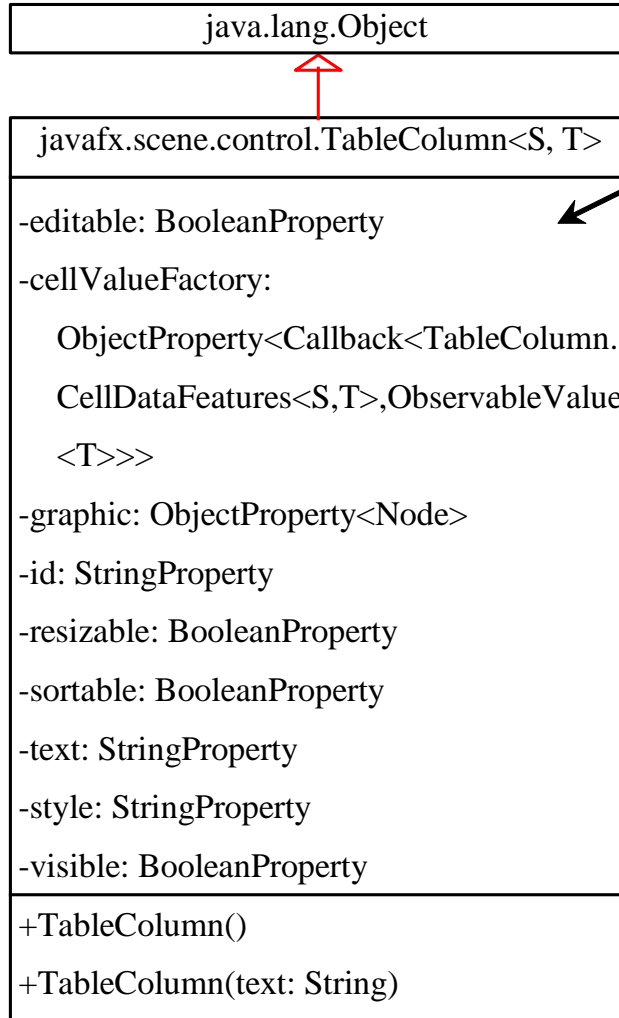 java.lang.Object
javafx.scene.control.TableColumn<S, T>
-editable: BooleanProperty
-cellValueFactory:
ObjectProperty<Callback<TableColumn.
CellDataFeatures<S,T>,ObservableValue
<T>>>
-graphic: ObjectProperty<Node>
-id: StringProperty
-resizable: BooleanProperty
-sortable: BooleanProperty
-text: StringProperty
-style: StringProperty
-visible: BooleanProperty
+TableColumn()
+TableColumn(text: String)